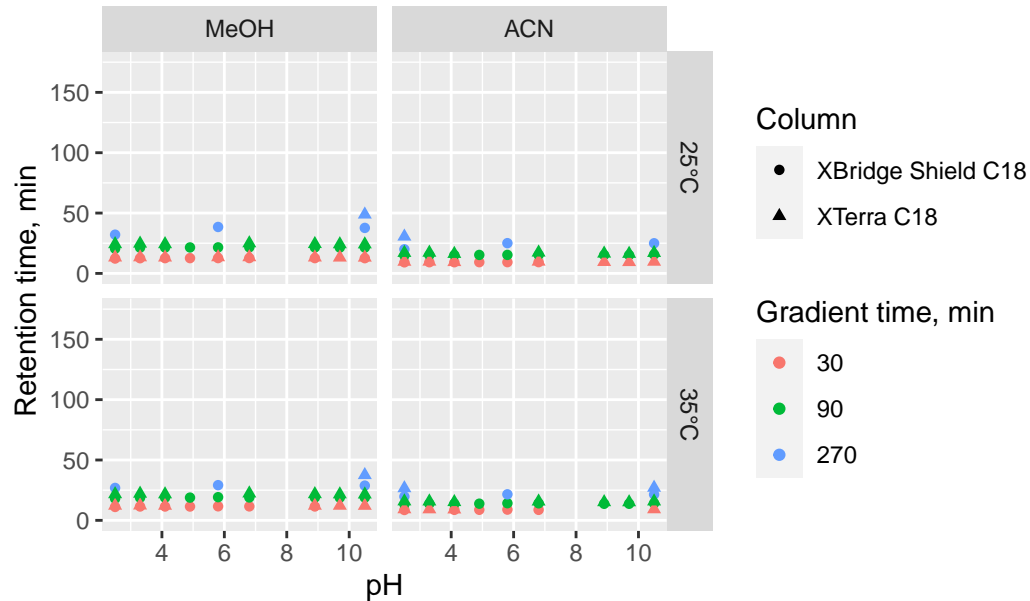 MeOH
ACN
150
100
50
0
25°C
150
100
50
0
35°C
4
6
8
10
4
6
8
10
pH
Retention time, min
Column
XBridge Shield C18
XTerra C18
Gradient time, min
30
90
270